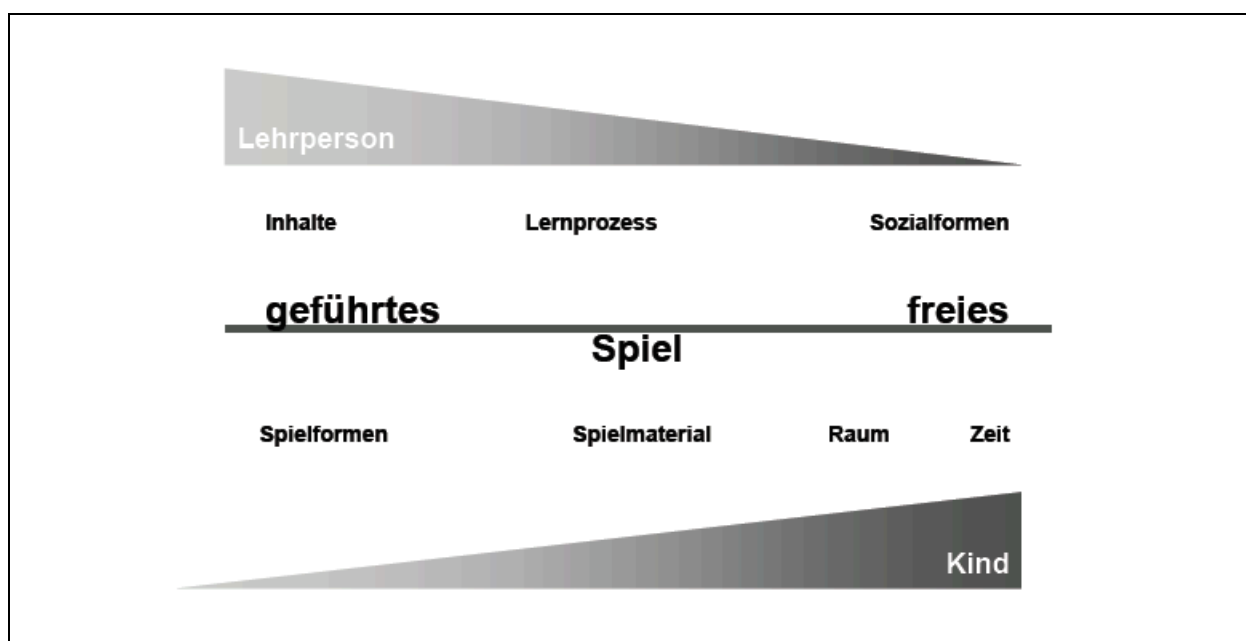 Lehrperson
Inhalte Lernprozess Sozialformen
geführtes freies
Spiel
Spielformen Spielmaterial Raum Zeit
Kind